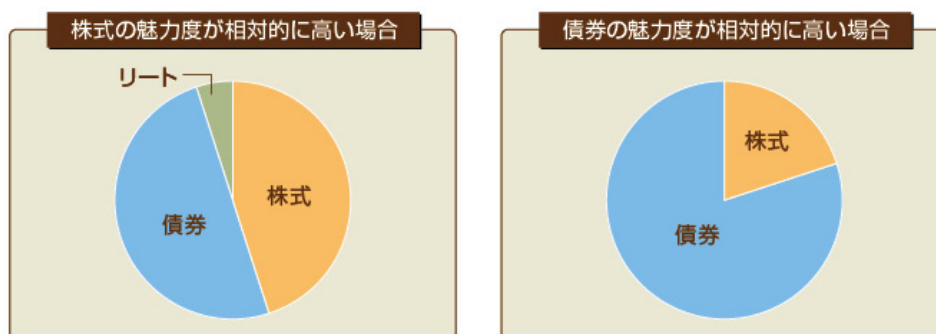 株式の魅力度が相対的に高い場合
リート
債券
株式
債券の魅力度が相対的に高い場合
株式
債券